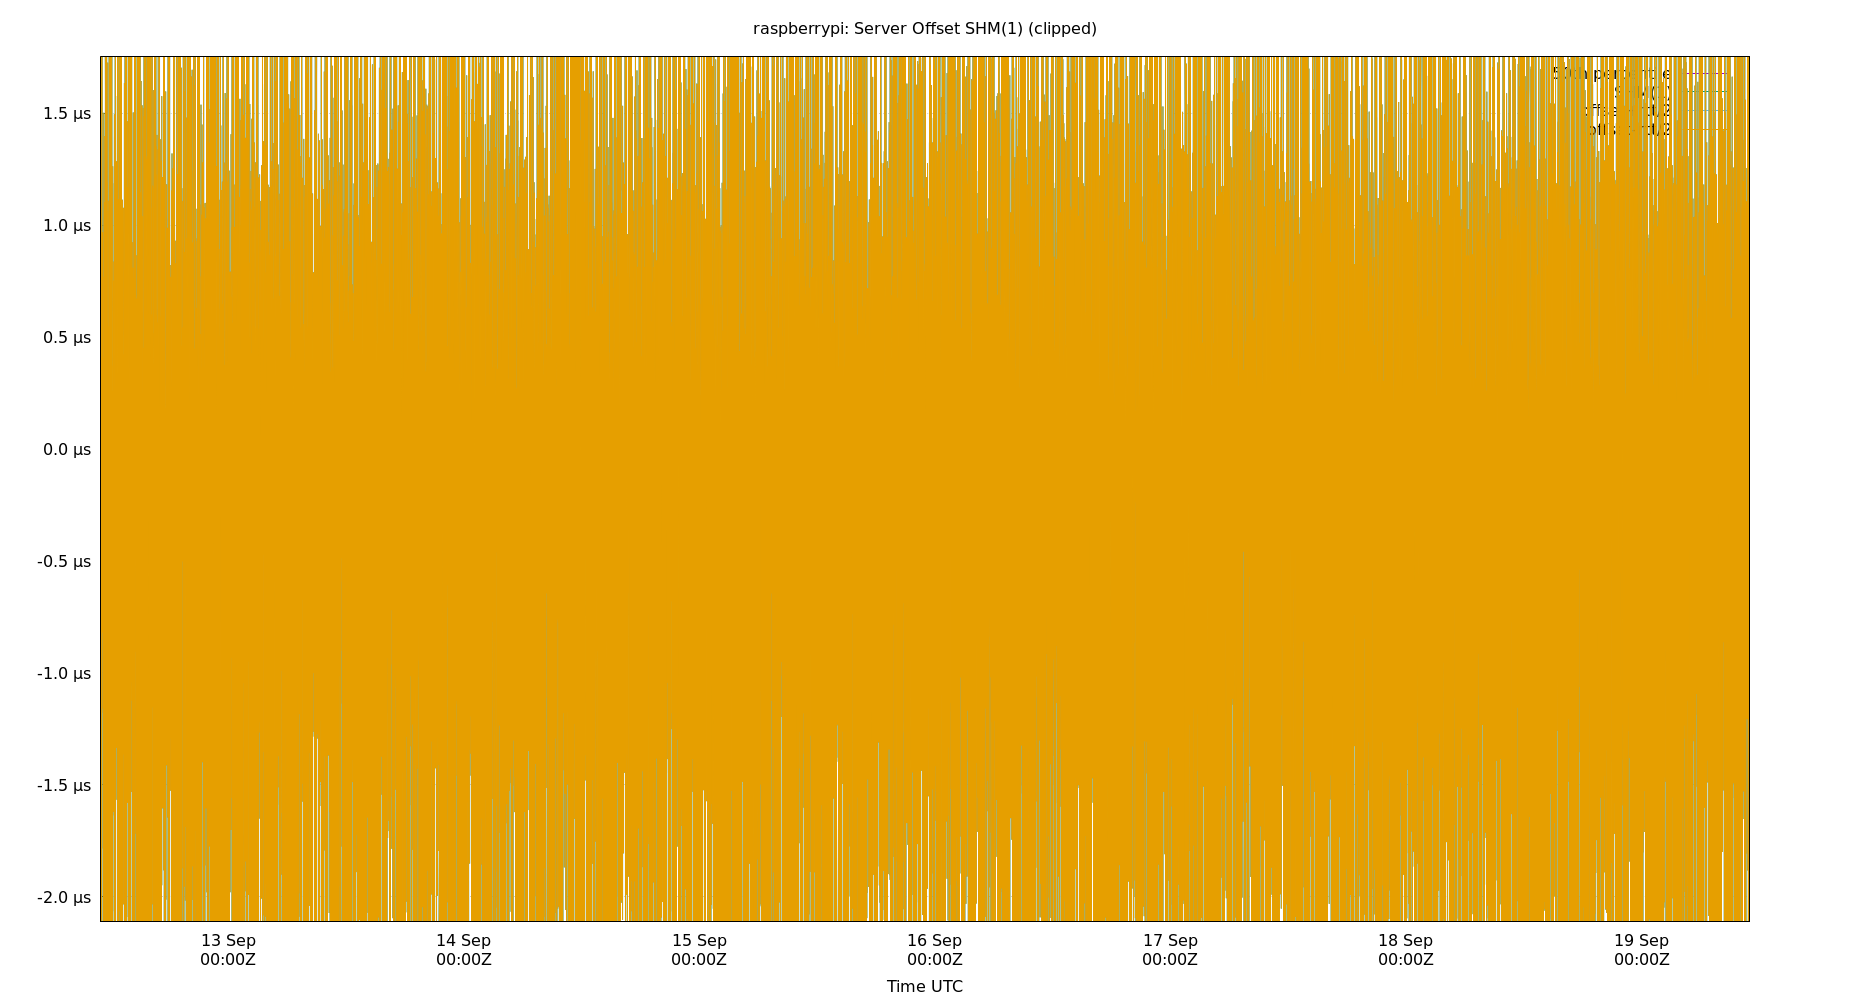 raspberrypi: Server Offset SHM(1) (clipped)
1.5 µs
1.0 µs
0.5 µs
0.0 µs
-0.5 µs
-1.0 µs
-1.5 µs
-2.0 µs
13 Sep
00:00Z
14 Sep
00:00Z
15 Sep
00:00Z
16 Sep
00:00Z
17 Sep
00:00Z
18 Sep
00:00Z
19 Sep
00:00Z
Time UTC